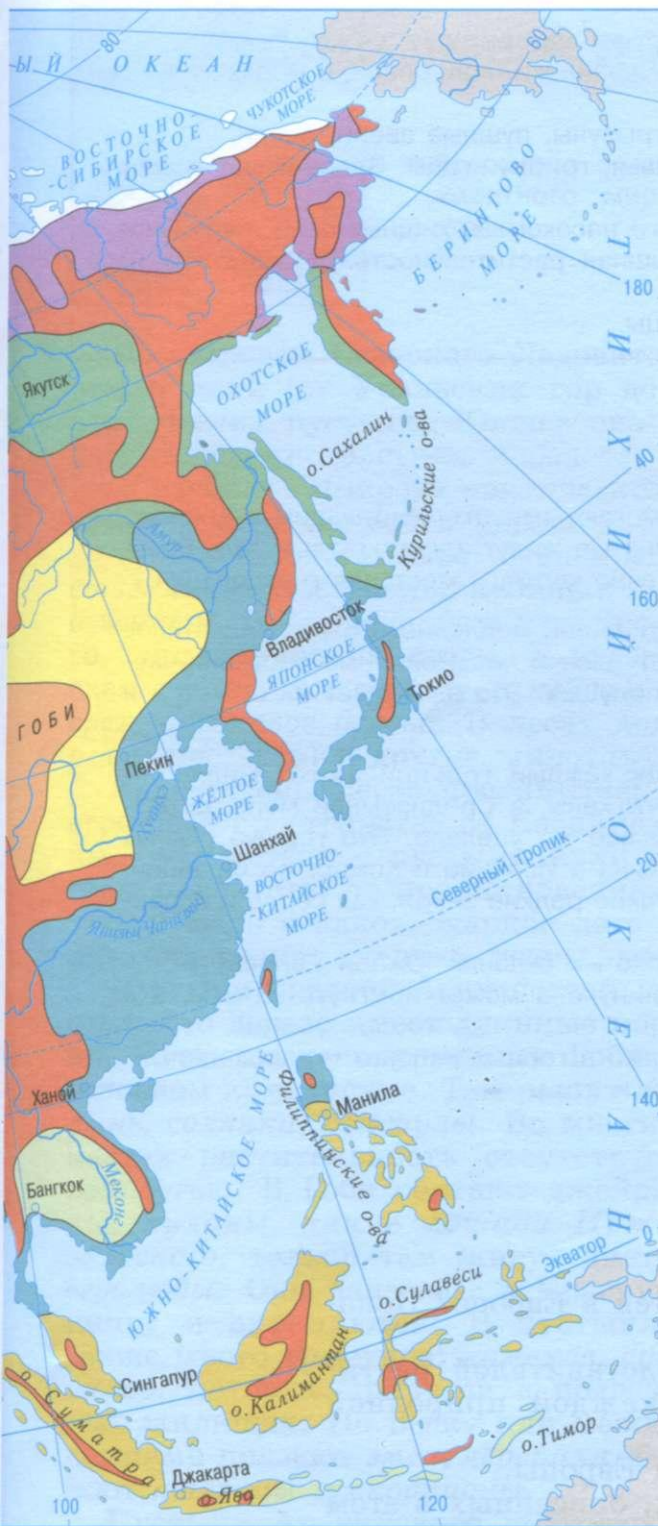 80
60
ЫЙ ОКЕАН
ЧУКОТСКОЕ
МОРЕ
ВОСТОЧНО-
-СИБИРСКОЕ
МОРЕ
БЕРИНГОВО
МОРЕ
180
ТИХИЙ ОКЕАН
Якутск
ОХОТСКОЕ
МОРЕ
о.Сахалин
Курильские о-ва
40
Амур
160
Владивосток
ЯПОНСКОЕ
МОРЕ
Токио
ГОБИ
Пекин
Хуанхэ
ЖЁЛТОЕ
МОРЕ
Шанхай
ВОСТОЧНО-
-КИТАЙСКОЕ
МОРЕ
Северный тропик
20
Янцзы (Чанцзян)
Ханой
140
Филиппинские о-ва
Манила
Бангкок
Меконг
ЮЖНО-КИТАЙСКОЕ МОРЕ
Экватор
0
о.Сулавеси
Сингапур
о.Калимантан
о.Суматра
о.Тимор
Джакарта
о.Ява
100
120